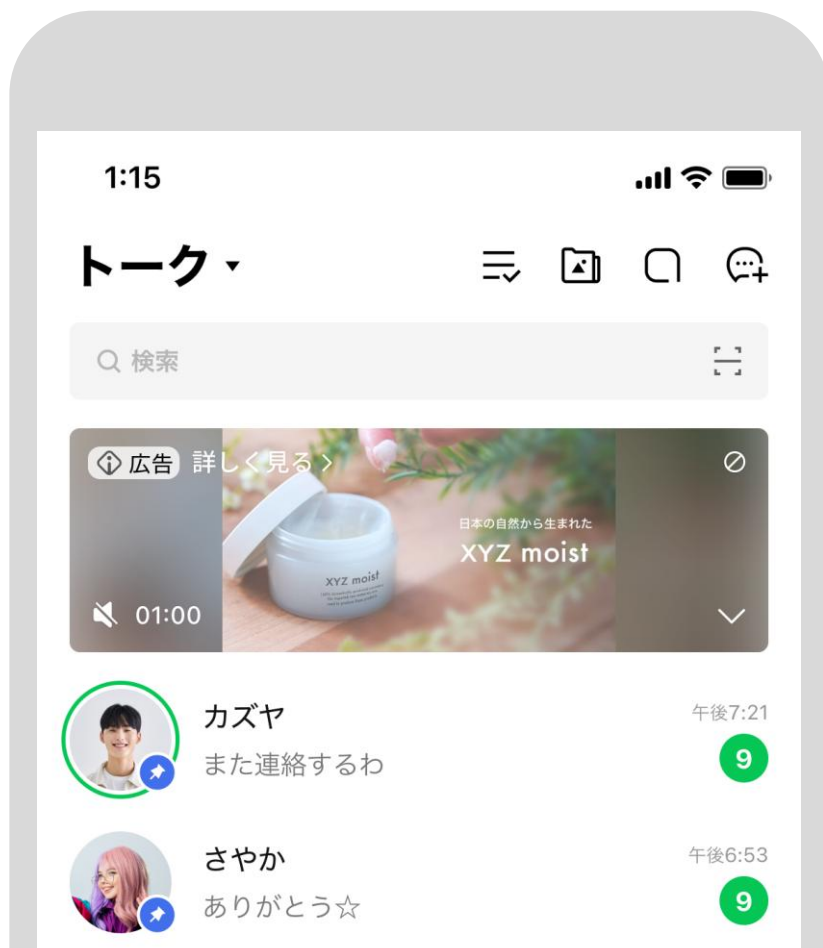 1:15
トーク
検索
広告 詳しく見る
日本の自然から生まれた
XYZ moist
XYZ moist
01:00
カズヤ
午後7:21
また連絡するわ
9
さやか
午後6:53
ありがとう☆
9